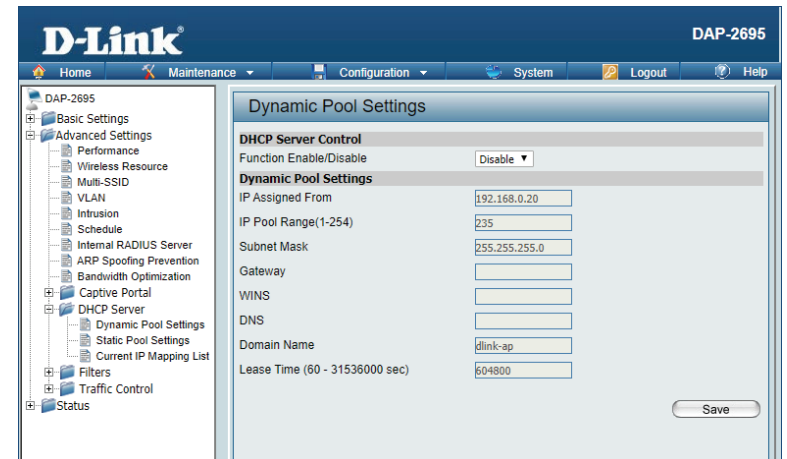 D-Link®
DAP-2695
Home Maintenance Configuration System Logout Help
DAP-2695
Basic Settings
Advanced Settings
Performance
Wireless Resource
Multi-SSID
VLAN
Intrusion
Schedule
Internal RADIUS Server
ARP Spoofing Prevention
Bandwidth Optimization
Captive Portal
DHCP Server
Dynamic Pool Settings
Static Pool Settings
Current IP Mapping List
Filters
Traffic Control
Status
Dynamic Pool Settings
DHCP Server Control
Function Enable/Disable Disable
Dynamic Pool Settings
IP Assigned From 192.168.0.20
IP Pool Range(1-254) 235
Subnet Mask 255.255.255.0
Gateway
WINS
DNS
Domain Name dlink-ap
Lease Time (60 - 31536000 sec) 604800
Save